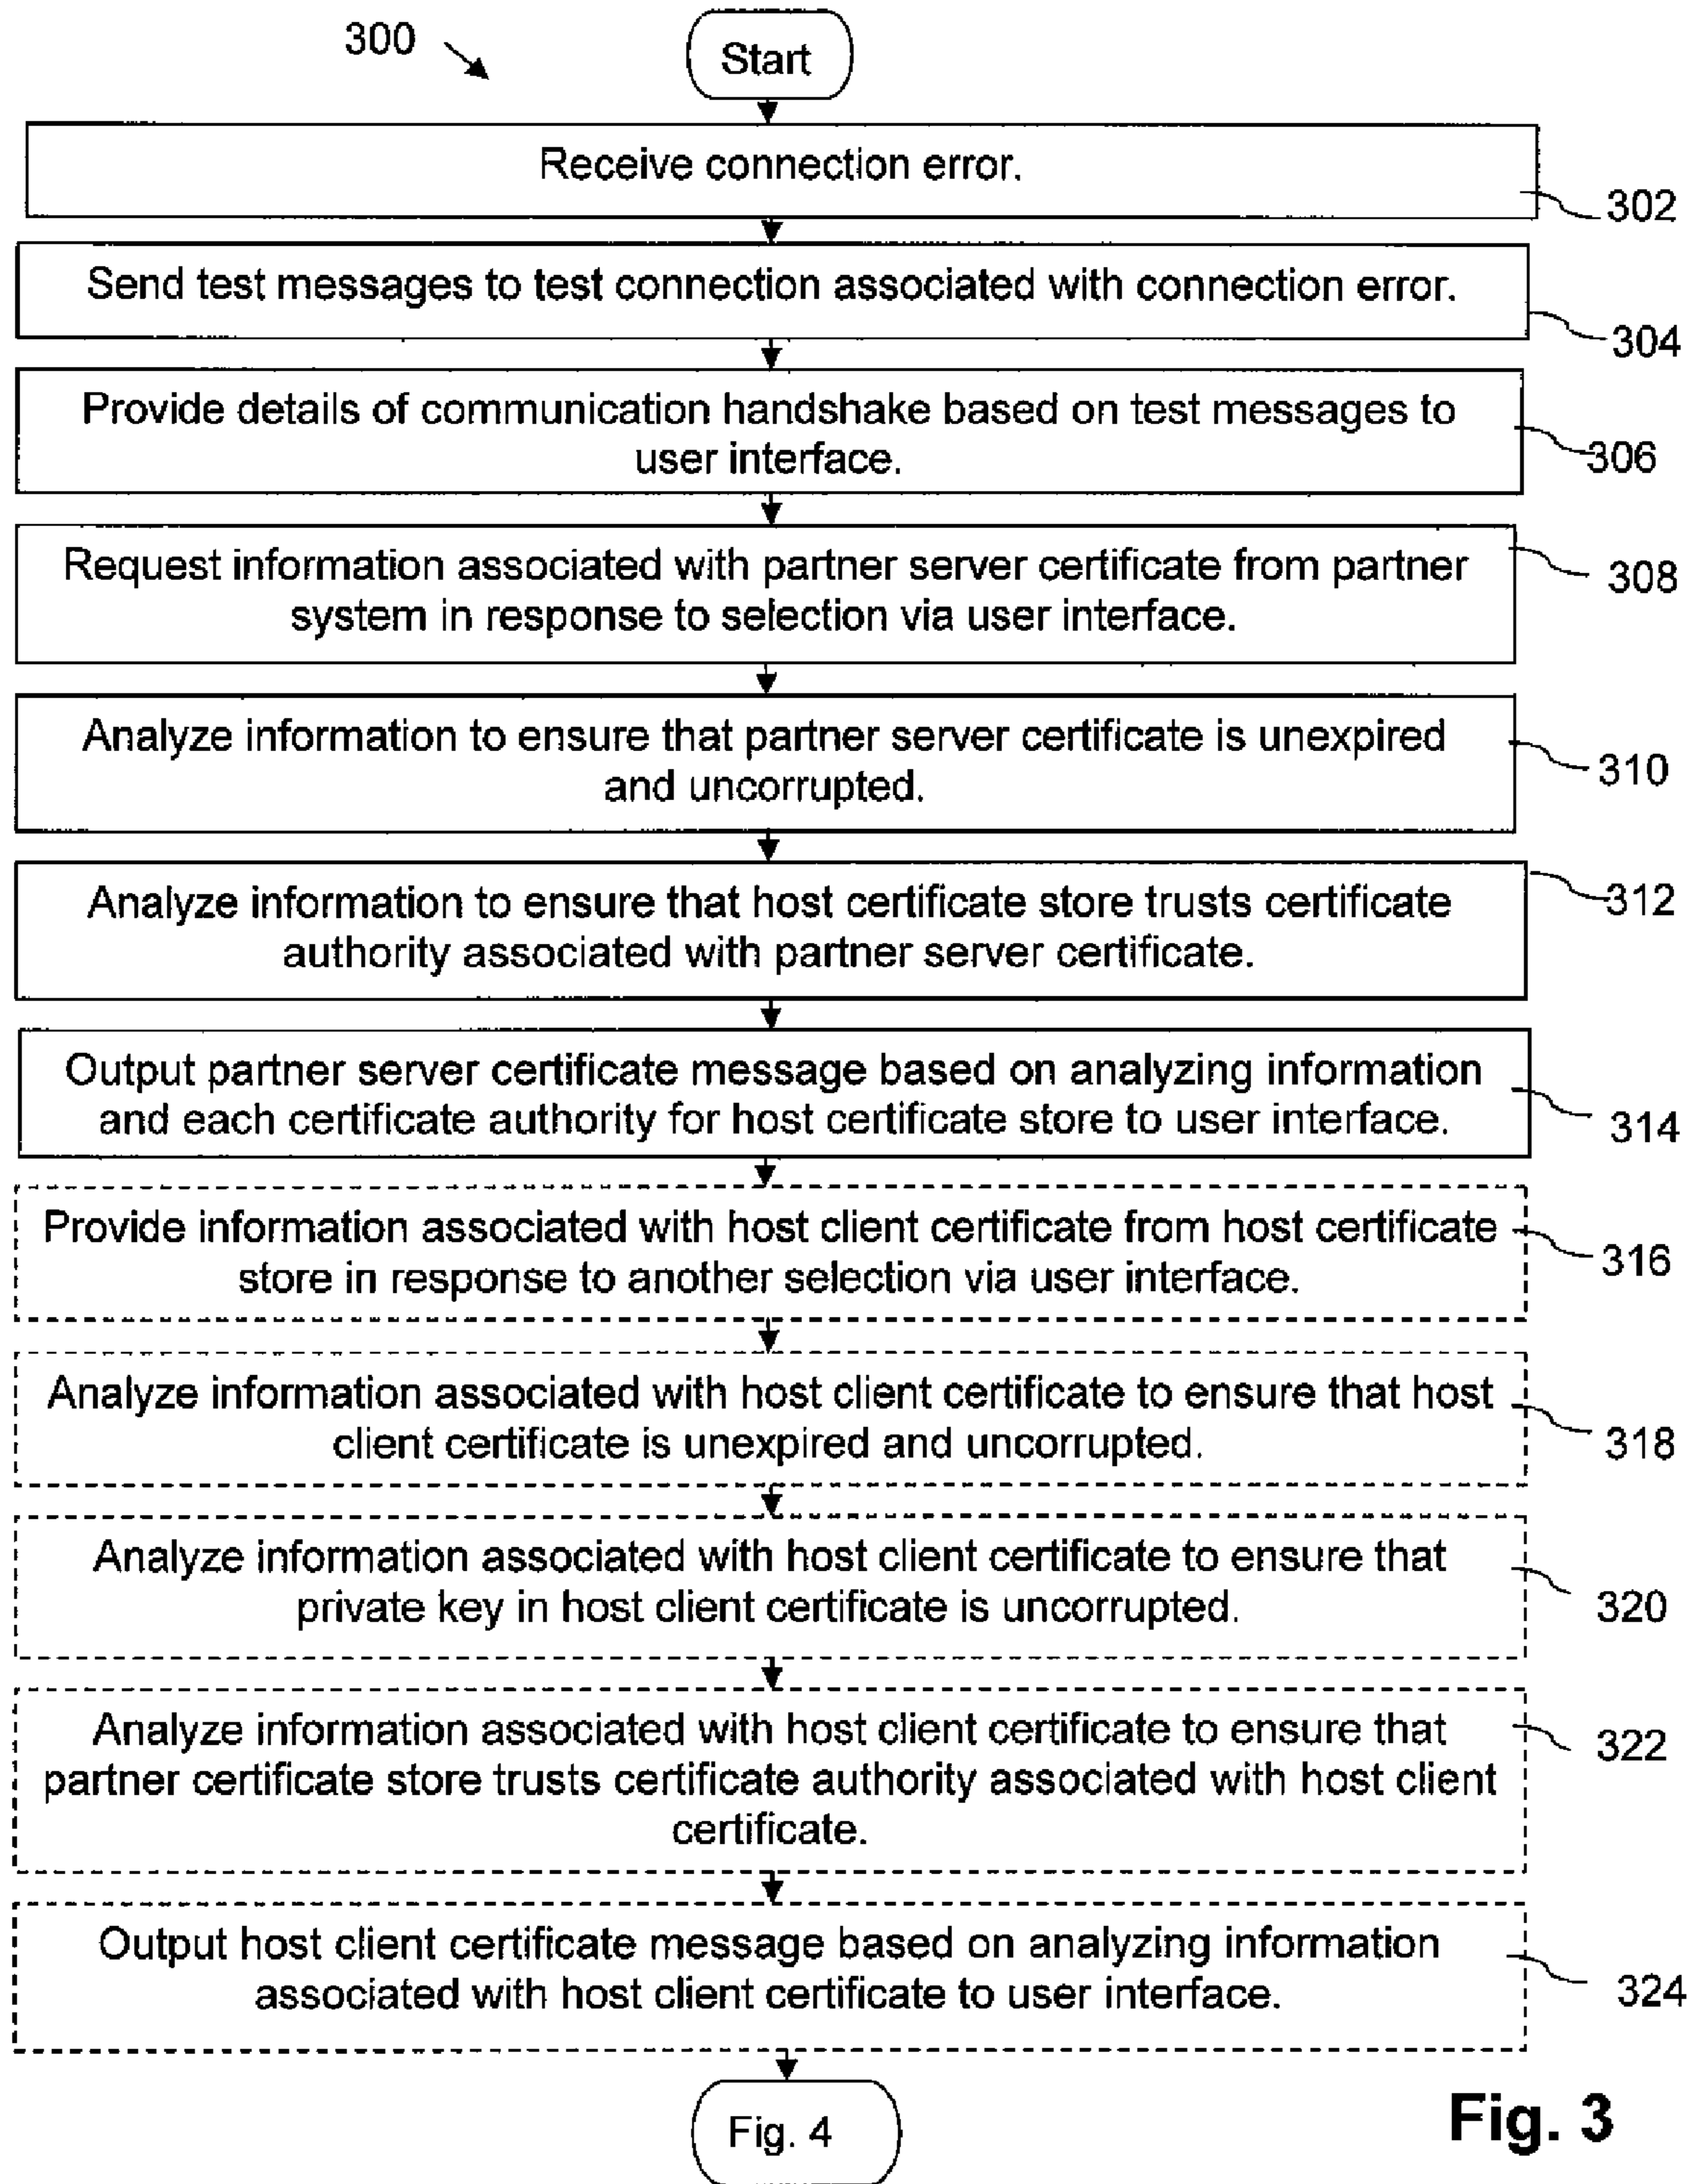 300
Start
Receive connection error.
302
Send test messages to test connection associated with connection error.
304
Provide details of communication handshake based on test messages to
user interface.
306
Request information associated with partner server certificate from partner
system in response to selection via user interface.
308
Analyze information to ensure that partner server certificate is unexpired
and uncorrupted.
310
Analyze information to ensure that host certificate store trusts certificate
authority associated with partner server certificate.
312
Output partner server certificate message based on analyzing information
and each certificate authority for host certificate store to user interface.
314
Provide information associated with host client certificate from host certificate
store in response to another selection via user interface.
316
Analyze information associated with host client certificate to ensure that host
client certificate is unexpired and uncorrupted.
318
Analyze information associated with host client certificate to ensure that
private key in host client certificate is uncorrupted.
320
Analyze information associated with host client certificate to ensure that
partner certificate store trusts certificate authority associated with host client
certificate.
322
Output host client certificate message based on analyzing information
associated with host client certificate to user interface.
324
Fig. 4
Fig. 3